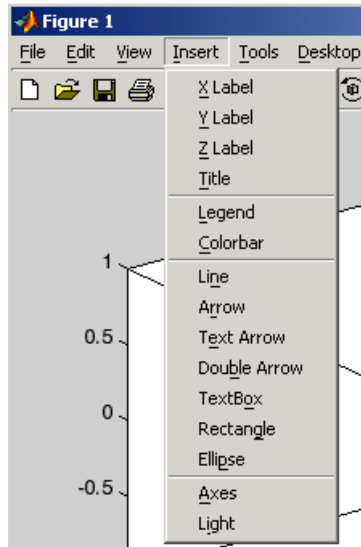 Figure 1
File Edit View Insert Tools Desktop
X Label
Y Label
Z Label
Title
Legend
Colorbar
Line
Arrow
Text Arrow
Double Arrow
TextBox
Rectangle
Ellipse
Axes
Light
1
0.5
0
-0.5